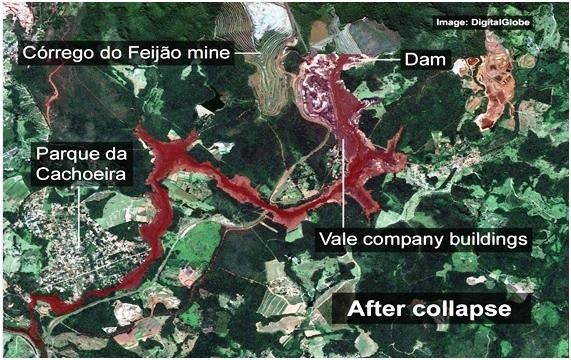 Image: DigitalGlobe
Córrego do Feijão mine
Dam
Parque da
Cachoeira
Vale company buildings
After collapse